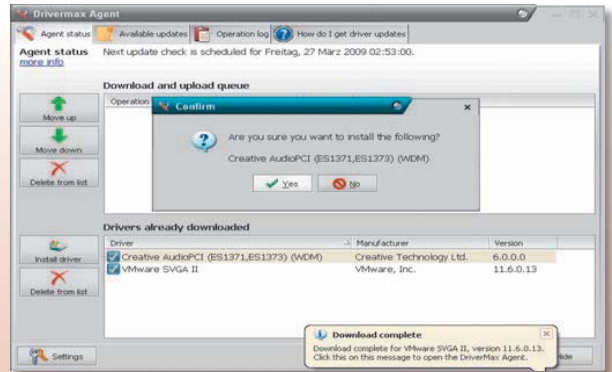 Drivermax Agent
Agent status Available updates Operation log How do I get driver updates
Agent status Next update check is scheduled for Freitag, 27 März 2009 02:53:00.
more info
Download and upload queue
Operation
Move up
Move down
Delete from list
Confirm
Are you sure you want to install the following?
Creative AudioPCI (ES1371,ES1373) (WDM)
Yes No
Drivers already downloaded
Driver Manufacturer Version
Creative AudioPCI (ES1371,ES1373) (WDM) Creative Technology Ltd. 6.0.0.0
VMware SVGA II VMware, Inc. 11.6.0.13
Install driver
Delete from list
Download complete
Download complete for VMware SVGA II, version 11.6.0.13.
Click this on this message to open the DriverMax Agent.
Settings